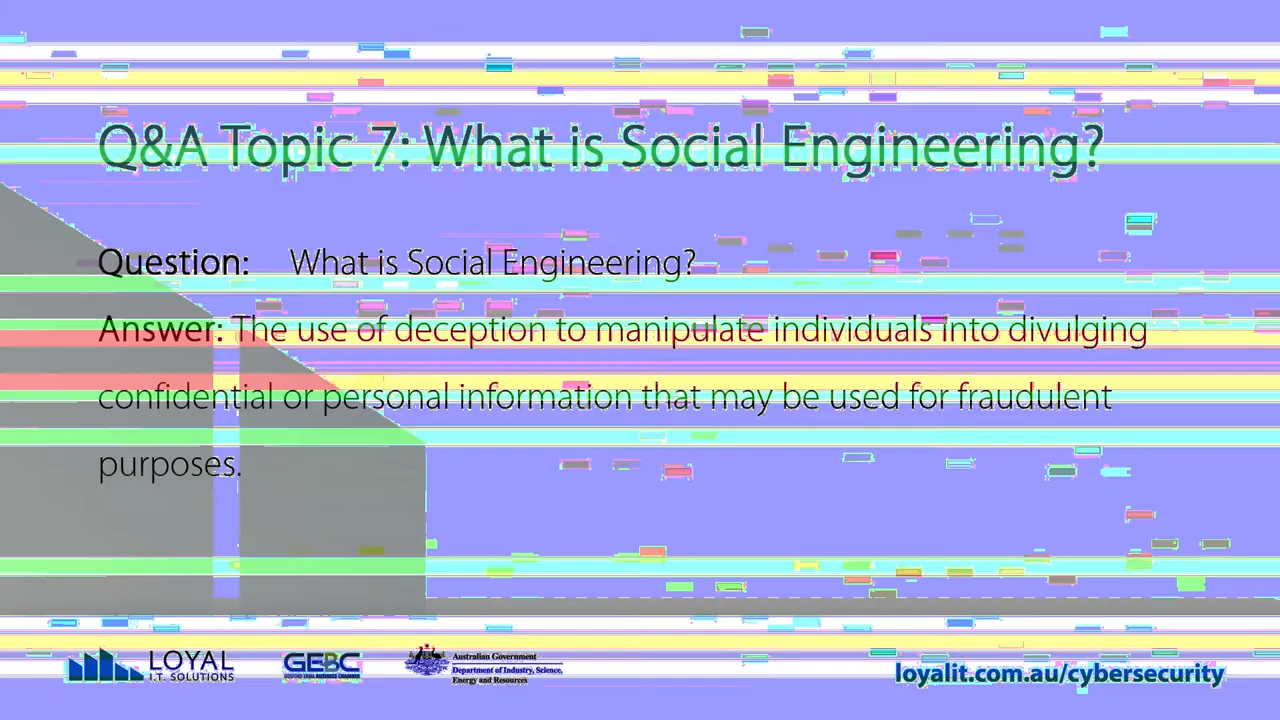 Q&A Topic 7: What is Social Engineering?
Question: What is Social Engineering?
Answer: The use of deception to manipulate individuals into divulging
confidential or personal information that may be used for fraudulent
purposes.
LOYAL
I.T. SOLUTIONS
GEBC
Australian Government
Department of Industry, Science,
Energy and Resources
loyalit.com.au/cybersecurity